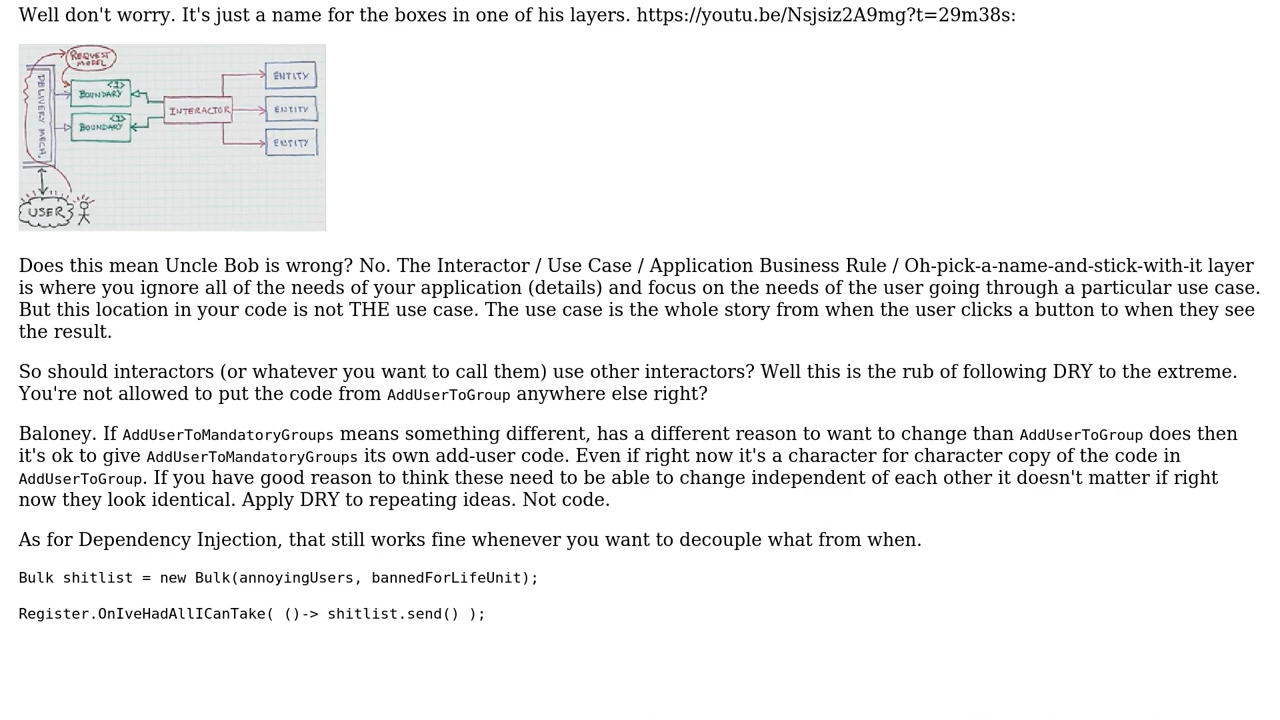 Well don't worry. It's just a name for the boxes in one of his layers. https://youtu.be/Nsjsiz2A9mg?t=29m38s:
REQUEST
MODEL
DELIVERY MECH.
<I>
BOUNDARY
<I>
BOUNDARY
INTERACTOR
ENTITY
ENTITY
ENTITY
USER
Does this mean Uncle Bob is wrong? No. The Interactor / Use Case / Application Business Rule / Oh-pick-a-name-and-stick-with-it layer
is where you ignore all of the needs of your application (details) and focus on the needs of the user going through a particular use case.
But this location in your code is not THE use case. The use case is the whole story from when the user clicks a button to when they see
the result.
So should interactors (or whatever you want to call them) use other interactors? Well this is the rub of following DRY to the extreme.
You're not allowed to put the code from AddUserToGroup anywhere else right?
Baloney. If AddUserToMandatoryGroups means something different, has a different reason to want to change than AddUserToGroup does then
it's ok to give AddUserToMandatoryGroups its own add-user code. Even if right now it's a character for character copy of the code in
AddUserToGroup. If you have good reason to think these need to be able to change independent of each other it doesn't matter if right
now they look identical. Apply DRY to repeating ideas. Not code.
As for Dependency Injection, that still works fine whenever you want to decouple what from when.
Bulk shitlist = new Bulk(annoyingUsers, bannedForLifeUnit);
Register.OnIveHadAllICanTake( ()-> shitlist.send() );